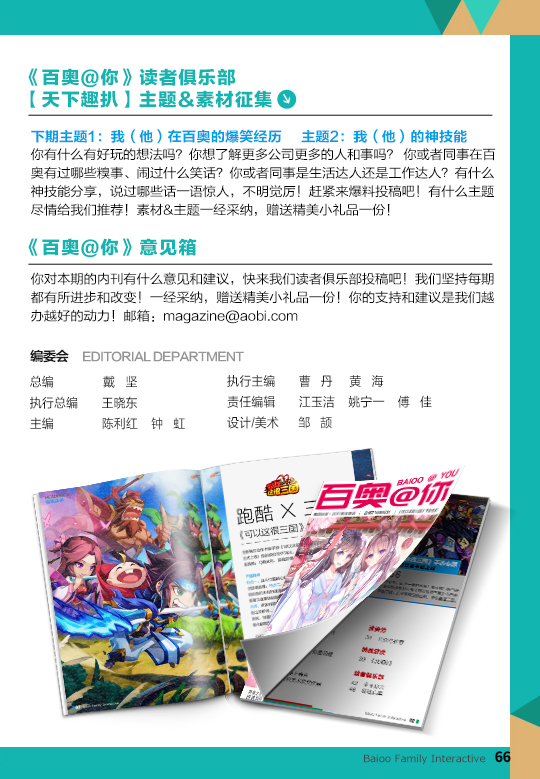 《百奥@你》读者俱乐部
【天下趣扒】主题&素材征集
下期主题1：我（他）在百奥的爆笑经历 主题2：我（他）的神技能
你有什么有好玩的想法吗？你想了解更多公司更多的人和事吗？ 你或者同事在百
奥有过哪些糗事、闹过什么笑话？你或者同事是生活达人还是工作达人？有什么
神技能分享，说过哪些话一语惊人，不明觉厉！赶紧来爆料投稿吧！有什么主题
尽情给我们推荐！素材&主题一经采纳，赠送精美小礼品一份！
《百奥@你》意见箱
你对本期的内刊有什么意见和建议，快来我们读者俱乐部投稿吧！我们坚持每期
都有所进步和改变！一经采纳，赠送精美小礼品一份！你的支持和建议是我们越
办越好的动力！邮箱：magazine@aobi.com
编委会 EDITORIAL DEPARTMENT
总编 戴 坚 执行主编 曹 丹 黄 海
执行总编 王晓东 责任编辑 江玉洁 姚宁一 傅 佳
主编 陈利红 钟 虹 设计/美术 邹 颉
跑酷 × 三
《可以这很三国》
BAIOO @ YOU
百奥@你
Baioo Family Interactive 66